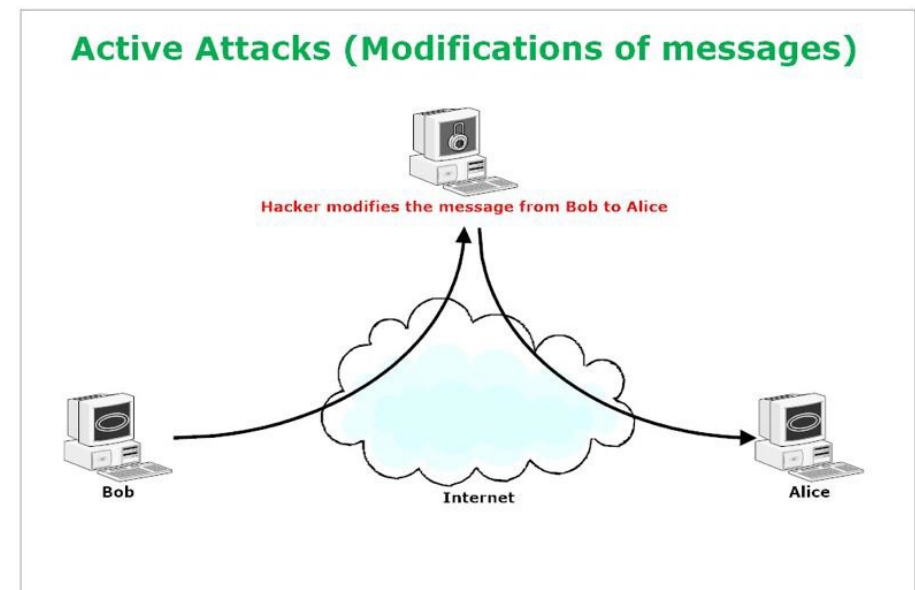 Active Attacks (Modifications of messages)
Hacker modifies the message from Bob to Alice
Bob
Internet
Alice